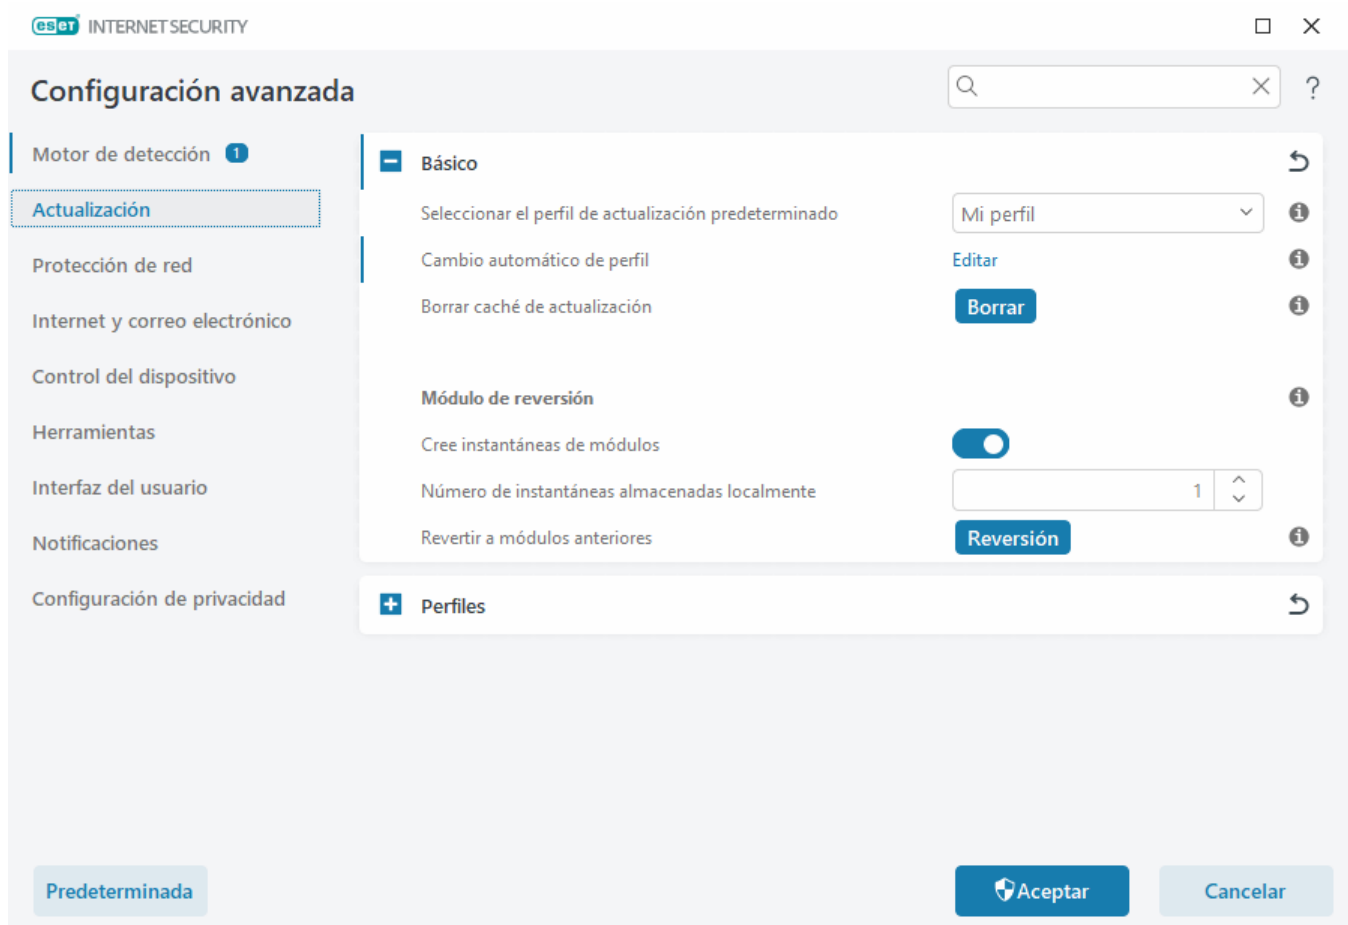 eset INTERNET SECURITY
Configuración avanzada
?
Motor de detección 1
Actualización
Protección de red
Internet y correo electrónico
Control del dispositivo
Herramientas
Interfaz del usuario
Notificaciones
Configuración de privacidad
Básico
Seleccionar el perfil de actualización predeterminado Mi perfil
Cambio automático de perfil Editar
Borrar caché de actualización Borrar
Módulo de reversión
Cree instantáneas de módulos
Número de instantáneas almacenadas localmente 1
Revertir a módulos anteriores Reversión
Perfiles
Predeterminada Aceptar Cancelar